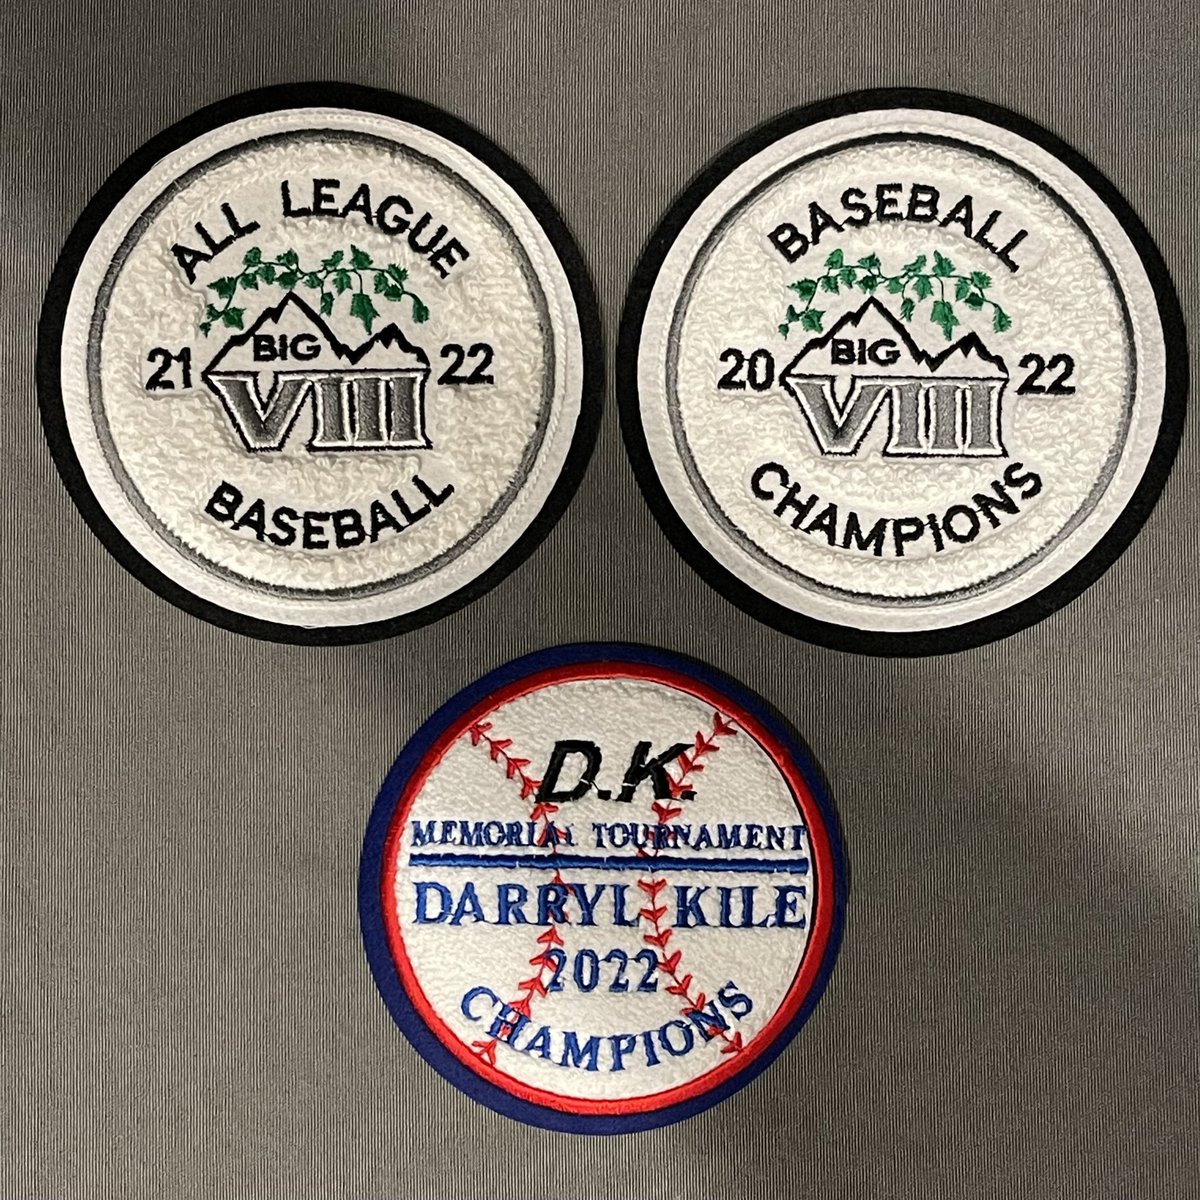 ALL LEAGUE
BIG
21 VIII 22
BASEBALL
BASEBALL
BIG
20 VIII 22
CHAMPIONS
D.K.
MEMORIAL TOURNAMENT
DARRYL KILE
2022
CHAMPIONS